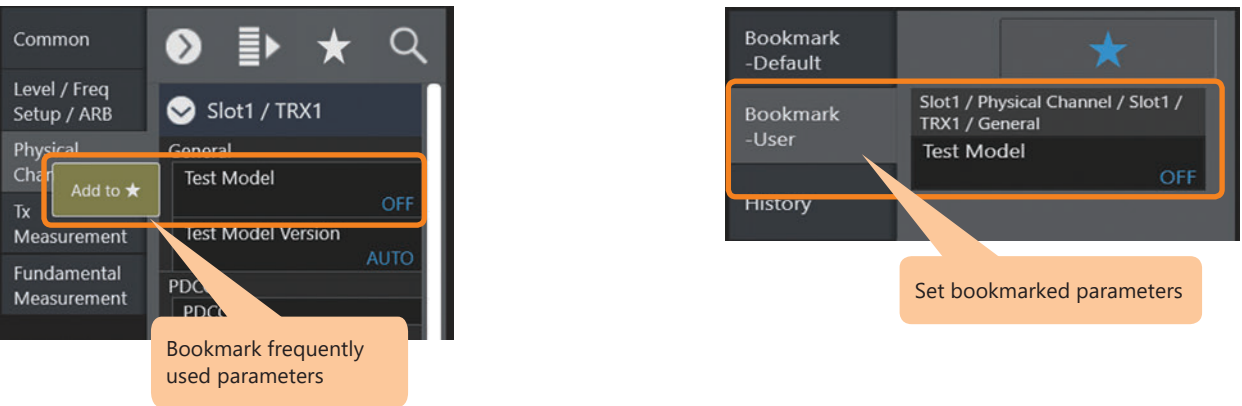 Common
Level / Freq
Setup / ARB
Physical
Tx
Measurement
Fundamental
Measurement
Add to ★
Slot1 / TRX1
General
Test Model
OFF
Test Model Version
AUTO
Bookmark frequently
used parameters
Bookmark
-Default
Bookmark
-User
History
Slot1 / Physical Channel / Slot1 /
TRX1 / General
Test Model
OFF
Set bookmarked parameters